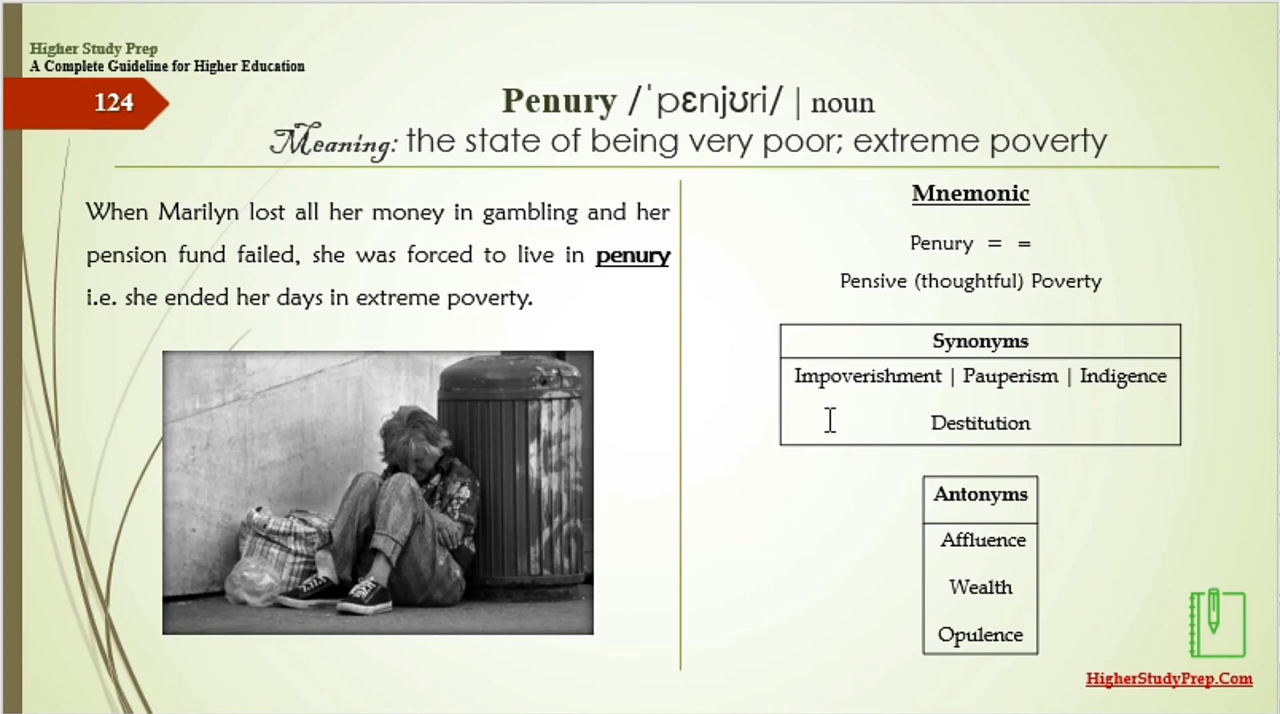 Higher Study Prep
A Complete Guideline for Higher Education
124
Penury /ˈpɛnjʊri/ | noun
Meaning: the state of being very poor; extreme poverty
When Marilyn lost all her money in gambling and her
pension fund failed, she was forced to live in penury
i.e. she ended her days in extreme poverty.
Mnemonic
Penury = =
Pensive (thoughtful) Poverty
Synonyms
Impoverishment | Pauperism | Indigence
Destitution
Antonyms
Affluence
Wealth
Opulence
HigherStudyPrep.Com